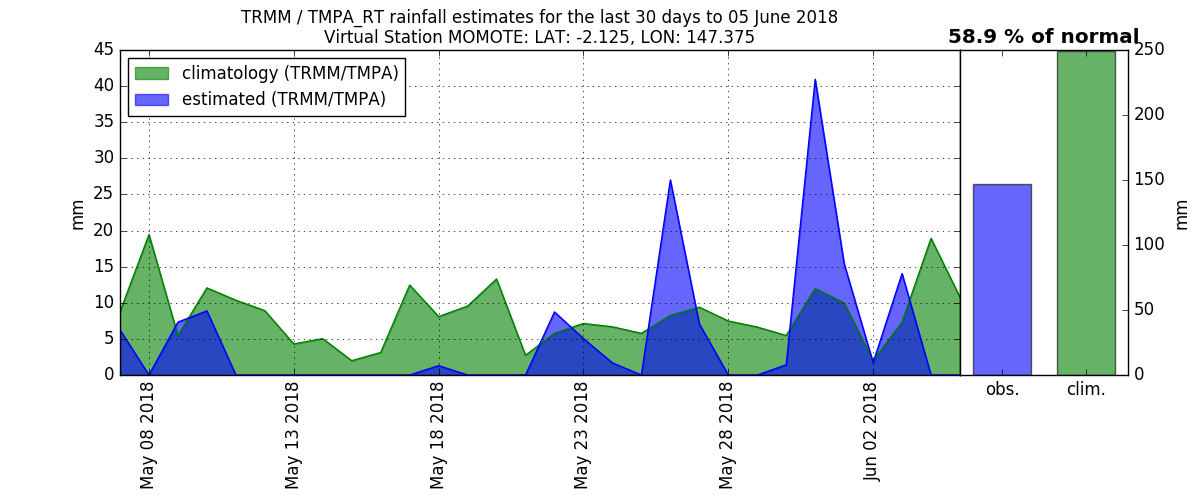 TRMM / TMPA_RT rainfall estimates for the last 30 days to 05 June 2018
Virtual Station MOMOTE: LAT: -2.125, LON: 147.375
58.9 % of normal
climatology (TRMM/TMPA)
estimated (TRMM/TMPA)
45
40
35
30
25
20
15
10
5
0
mm
May 08 2018
May 13 2018
May 18 2018
May 23 2018
May 28 2018
Jun 02 2018
obs.
clim.
250
200
150
100
50
0
mm